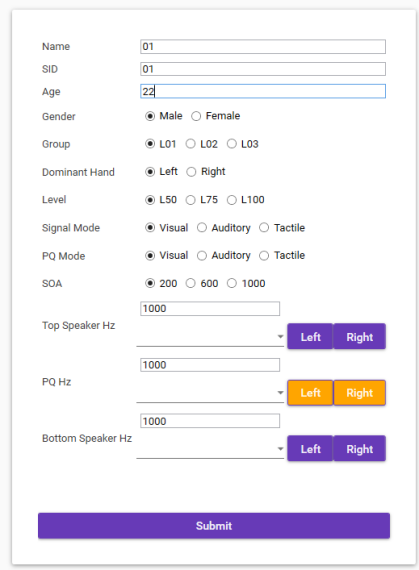 Name 01
SID 01
Age 22
Gender Male Female
Group L01 L02 L03
Dominant Hand Left Right
Level L50 L75 L100
Signal Mode Visual Auditory Tactile
PQ Mode Visual Auditory Tactile
SOA 200 600 1000
1000
Top Speaker Hz Left Right
1000
PQ Hz Left Right
1000
Bottom Speaker Hz Left Right
Submit